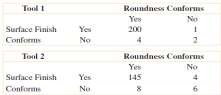 Tool 1 Roundness Conforms
Yes No
Surface Finish Yes 200 1
Conforms No 4 2
Tool 2 Roundness Conforms
Yes No
Surface Finish Yes 145 4
Conforms No 8 6